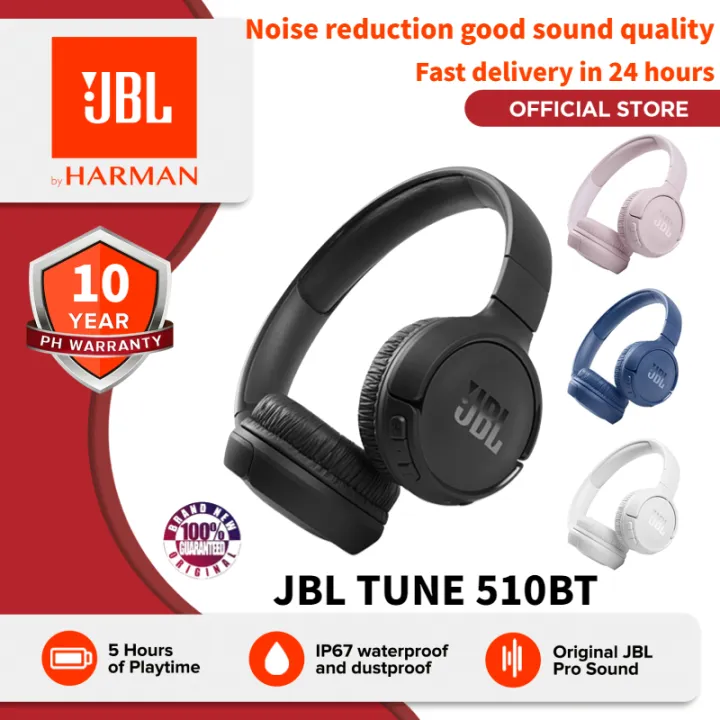 Noise reduction good sound quality
Fast delivery in 24 hours
OFFICIAL STORE
JBL
by HARMAN
10
YEAR
PH WARRANTY
JBL
JBL
JBL
JBL
BRAND NEW
100%
GUARANTEED
ORIGINAL
JBL TUNE 510BT
5 Hours
of Playtime
IP67 waterproof
and dustproof
Original JBL
Pro Sound